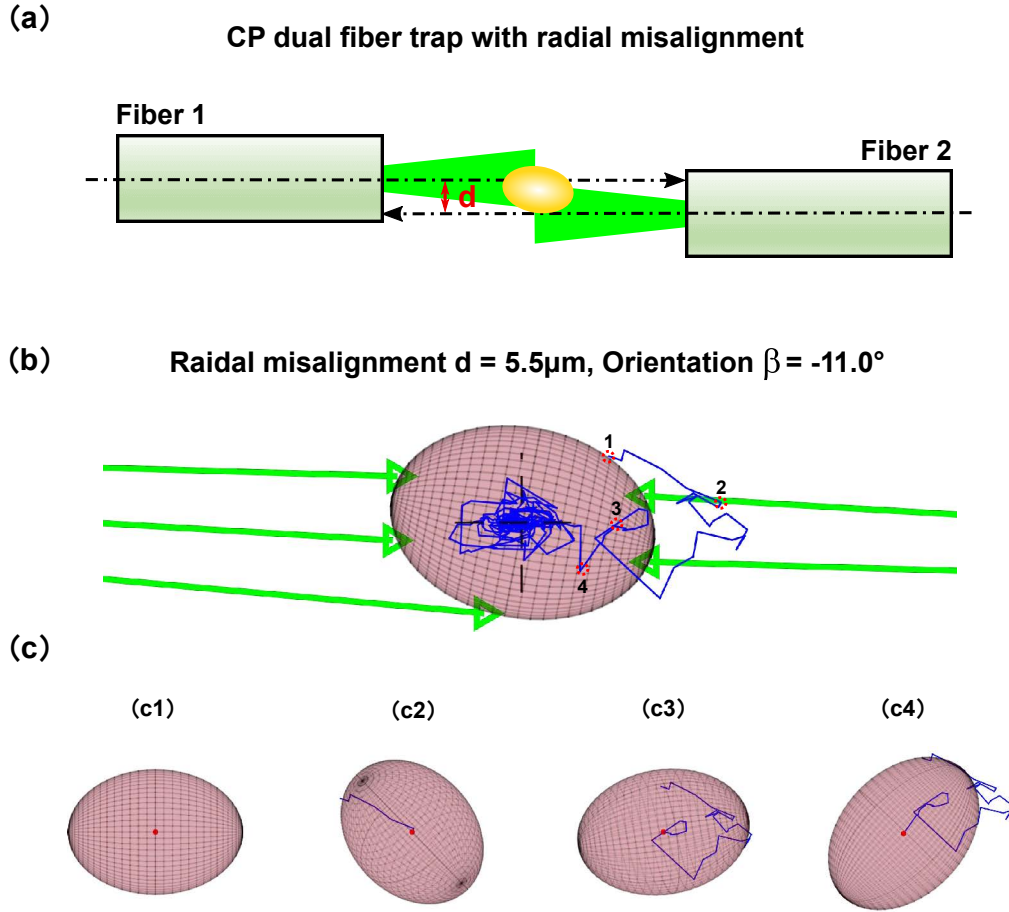 (a)
CP dual fiber trap with radial misalignment
Fiber 1
Fiber 2
d
(b)
Raidal misalignment d = 5.5μm, Orientation β = -11.0°
1
2
3
4
(c)
(c1)
(c2)
(c3)
(c4)